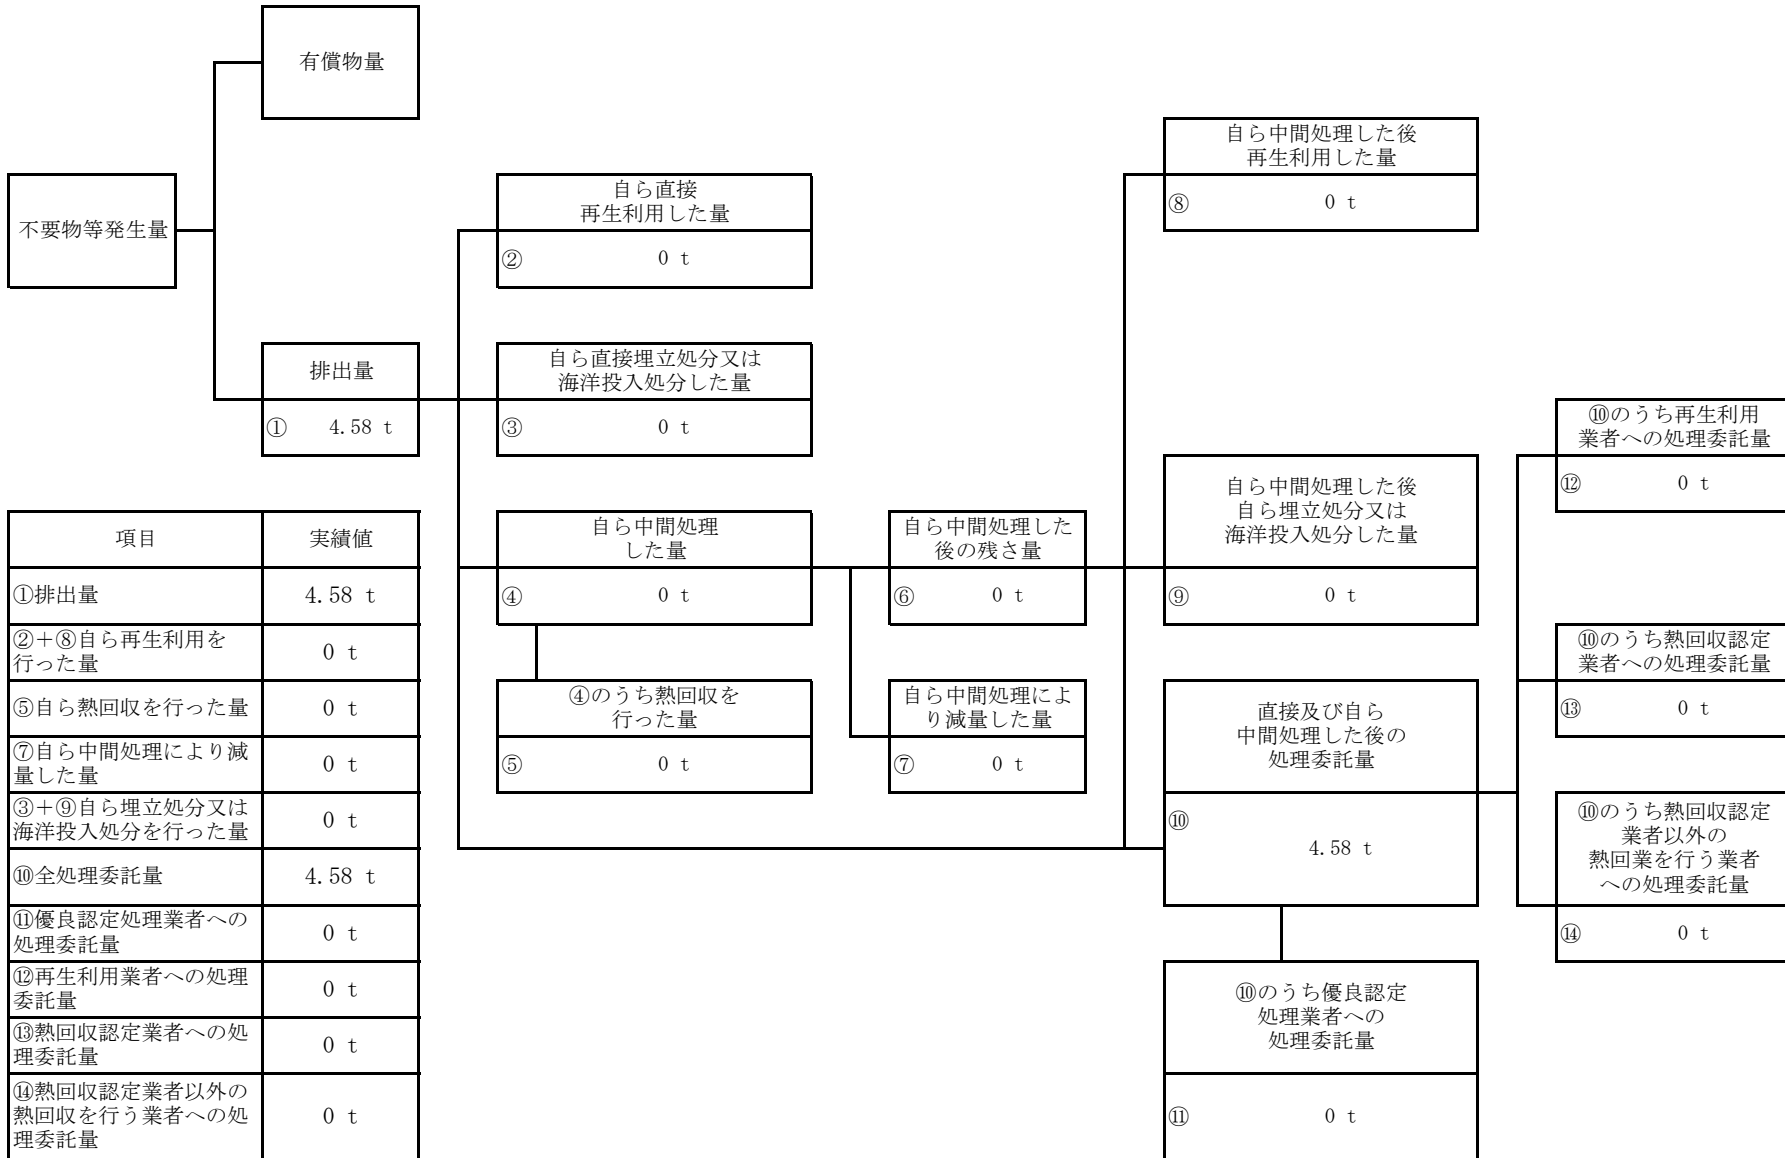 有償物量
不要物等発生量
排出量
① 4.58 t
自ら直接
再生利用した量
② 0 t
自ら直接埋立処分又は
海洋投入処分した量
③ 0 t
自ら中間処理
した量
④ 0 t
④のうち熱回収を
行った量
⑤ 0 t
自ら中間処理した
後の残さ量
⑥ 0 t
自ら中間処理によ
り減量した量
⑦ 0 t
自ら中間処理した後
再生利用した量
⑧ 0 t
自ら中間処理した後
自ら埋立処分又は
海洋投入処分した量
⑨ 0 t
直接及び自ら
中間処理した後の
処理委託量
⑩
4.58 t
⑩のうち優良認定
処理業者への
処理委託量
⑪ 0 t
⑩のうち再生利用
業者への処理委託量
⑫ 0 t
⑩のうち熱回収認定
業者への処理委託量
⑬ 0 t
⑩のうち熱回収認定
業者以外の
熱回業を行う業者
への処理委託量
⑭ 0 t
項目 実績値
①排出量 4.58 t
②＋⑧自ら再生利用を
行った量
0 t
⑤自ら熱回収を行った量 0 t
⑦自ら中間処理により減
量した量
0 t
③＋⑨自ら埋立処分又は
海洋投入処分を行った量
0 t
⑩全処理委託量 4.58 t
⑪優良認定処理業者への
処理委託量
0 t
⑫再生利用業者への処理
委託量
0 t
⑬熱回収認定業者への処
理委託量
0 t
⑭熱回収認定業者以外の
熱回収を行う業者への処
理委託量
0 t